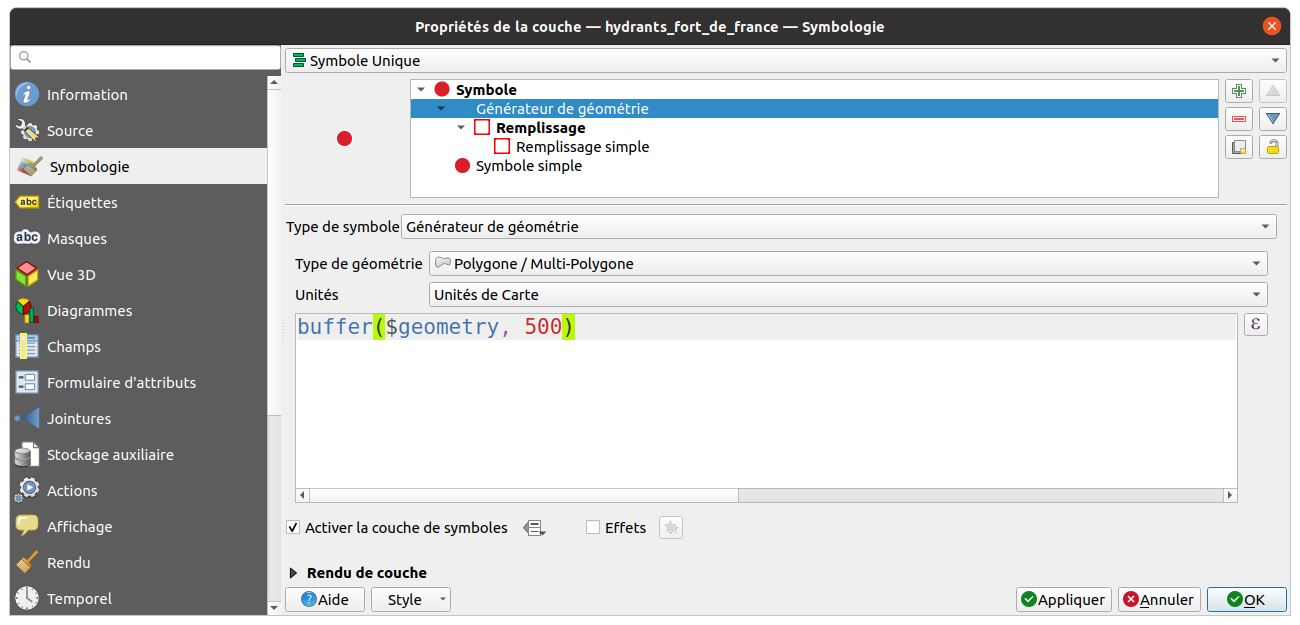 Propriétés de la couche — hydrants_fort_de_france — Symbologie
Symbole Unique
Information
Source
Symbologie
abc Étiquettes
abc Masques
Vue 3D
Diagrammes
Champs
Formulaire d'attributs
Jointures
Stockage auxiliaire
Actions
Affichage
Rendu
Temporel
Symbole
Générateur de géométrie
Remplissage
Remplissage simple
Symbole simple
Type de symbole Générateur de géométrie
Type de géométrie Polygone / Multi-Polygone
Unités Unités de Carte
buffer($geometry, 500)
ε
Activer la couche de symboles Effets
Rendu de couche
Aide Style Appliquer Annuler OK